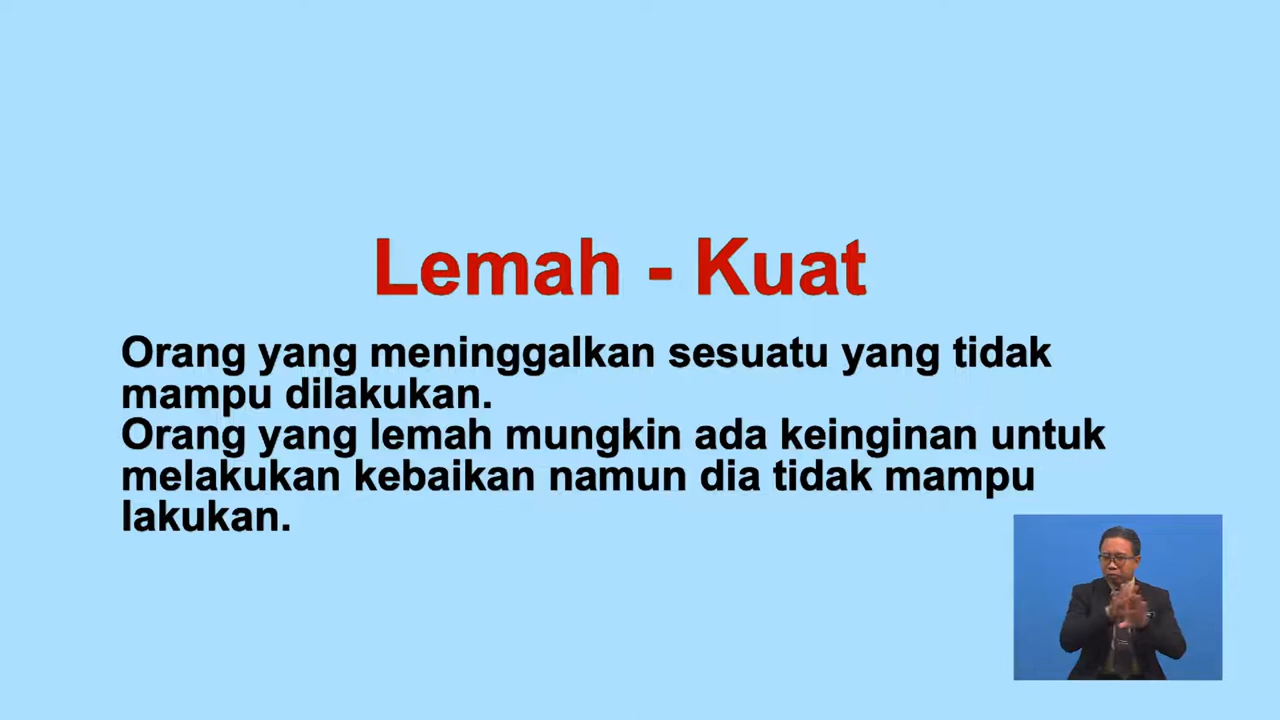 Lemah - Kuat
Orang yang meninggalkan sesuatu yang tidak
mampu dilakukan.
Orang yang lemah mungkin ada keinginan untuk
melakukan kebaikan namun dia tidak mampu
lakukan.